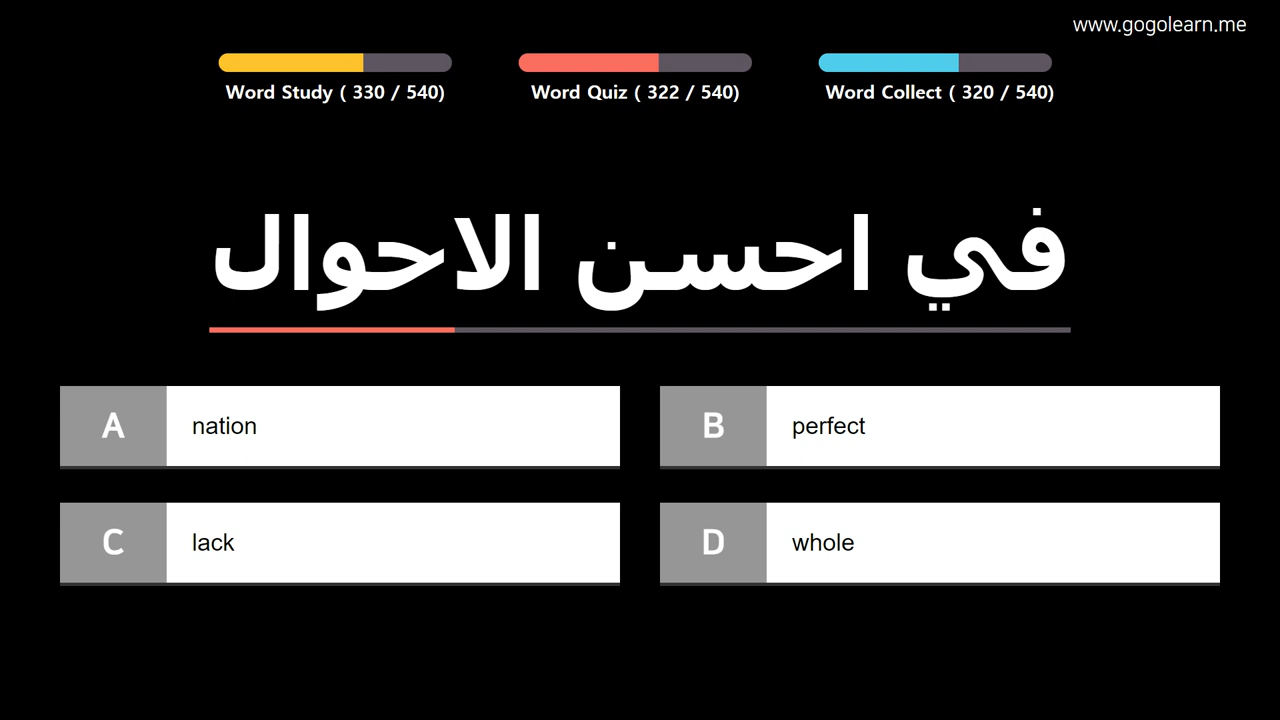 www.gogolearn.me
Word Study ( 330 / 540)
Word Quiz ( 322 / 540)
Word Collect ( 320 / 540)
في احسن الاحوال
A nation
B perfect
C lack
D whole